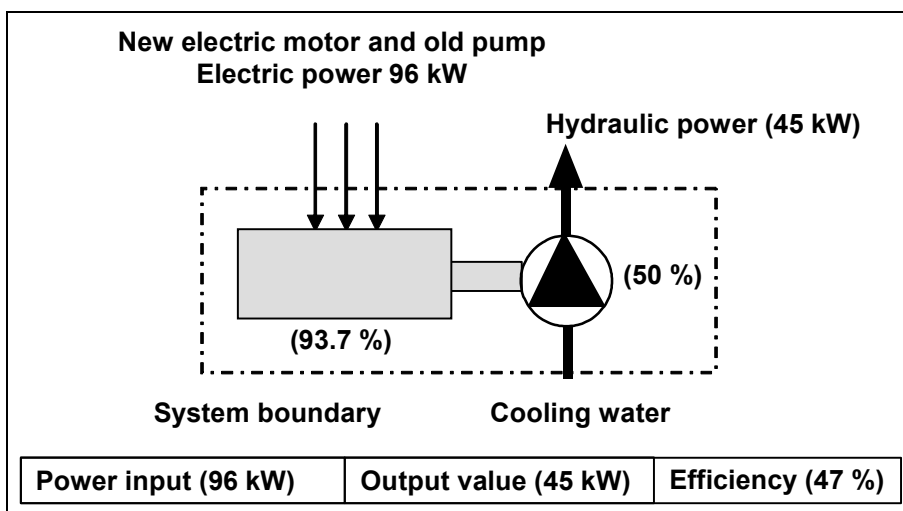 New electric motor and old pump
Electric power 96 kW
Hydraulic power (45 kW)
(50 %)
(93.7 %)
System boundary
Cooling water
Power input (96 kW)
Output value (45 kW)
Efficiency (47 %)